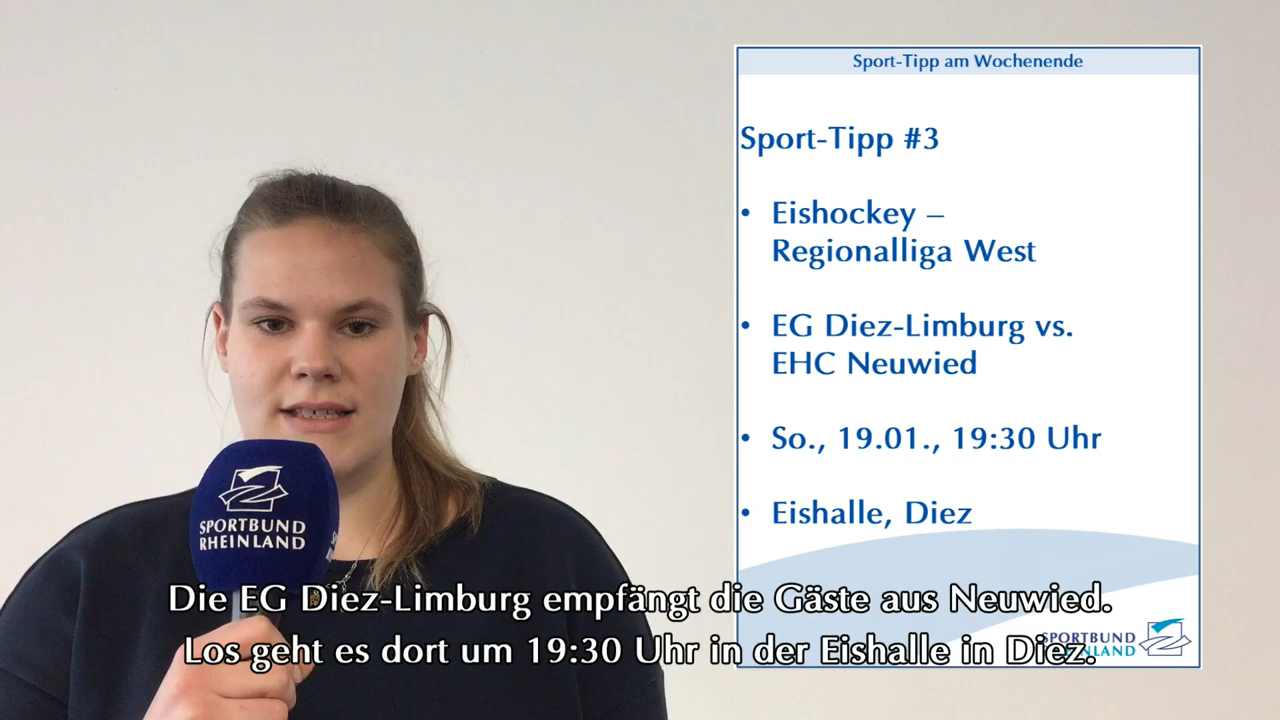 Sport-Tipp am Wochenende
Sport-Tipp #3
• Eishockey –
Regionalliga West
• EG Diez-Limburg vs.
EHC Neuwied
• So., 19.01., 19:30 Uhr
• Eishalle, Diez
SPORTBUND
RHEINLAND
Die EG Diez-Limburg empfängt die Gäste aus Neuwied.
Los geht es dort um 19:30 Uhr in der Eishalle in Diez.
SPORTBUND
RHEINLAND